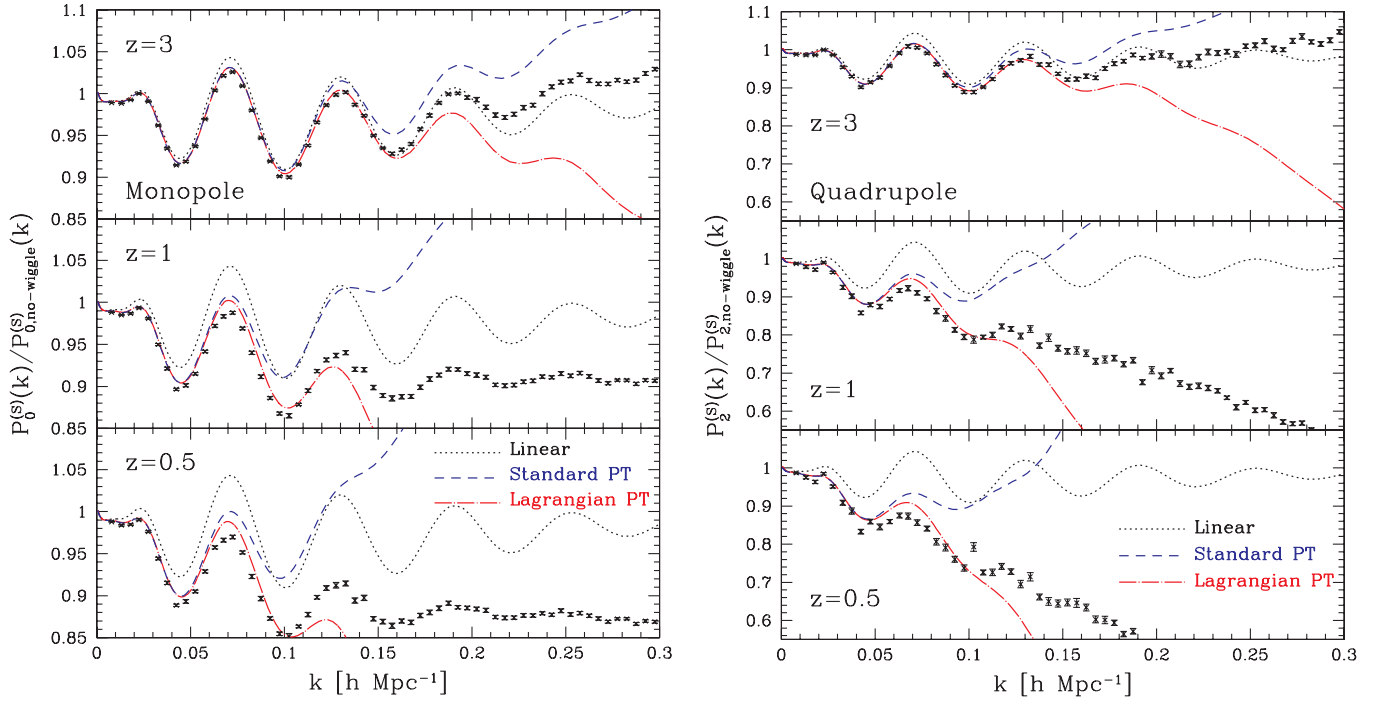 1.1
1.05
1
0.95
0.9
0.85
z=3
Monopole
1.05
1
0.95
0.9
0.85
z=1
1.05
1
0.95
0.9
0.85
z=0.5
Linear
Standard PT
Lagrangian PT
0 0.05 0.1 0.15 0.2 0.25 0.3
k [h Mpc⁻¹]
P₀⁽ˢ⁾(k)/P₀,no-wiggle⁽ˢ⁾(k)
1.1
1
0.9
0.8
0.7
0.6
z=3
Quadrupole
1
0.9
0.8
0.7
0.6
z=1
1
0.9
0.8
0.7
0.6
z=0.5
Linear
Standard PT
Lagrangian PT
0 0.05 0.1 0.15 0.2 0.25 0.3
k [h Mpc⁻¹]
P₂⁽ˢ⁾(k)/P₂,no-wiggle⁽ˢ⁾(k)